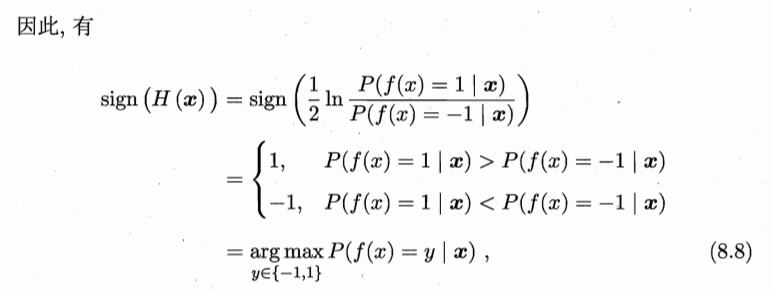 因此, 有
sign (H (x)) = sign (1/2 ln P(f(x) = 1 | x) / P(f(x) = −1 | x))
= { 1, P(f(x) = 1 | x) > P(f(x) = −1 | x)
−1, P(f(x) = 1 | x) < P(f(x) = −1 | x)
= arg max P(f(x) = y | x) , (8.8)
y∈{−1,1}